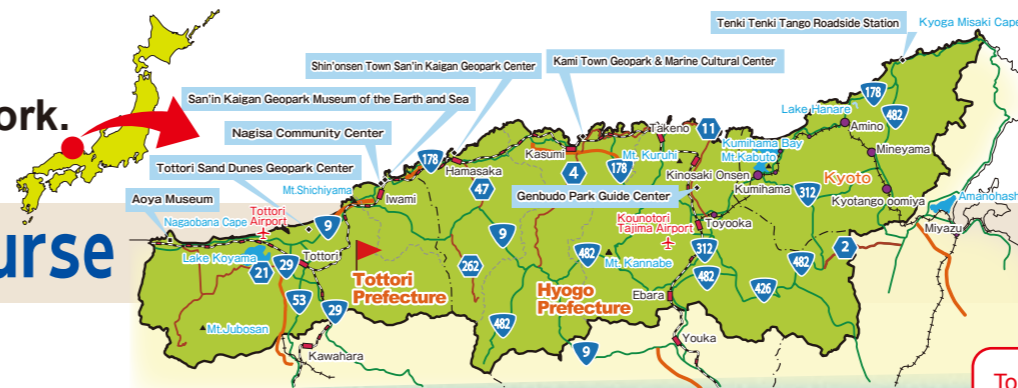 ork.
urse
Tenki Tenki Tango Roadside Station
Kyoga Misaki Cape
Shin'onsen Town San'in Kaigan Geopark Center
Kami Town Geopark & Marine Cultural Center
San'in Kaigan Geopark Museum of the Earth and Sea
Nagisa Community Center
Tottori Sand Dunes Geopark Center
Aoya Museum
Genbudo Park Guide Center
Mt.Shichiyama
Nagaobana Cape
Tottori
Airport
Lake Koyama
Tottori
Iwami
Hamasaka
Kasumi
Takeno
Mt. Kuruhi
Kinosaki Onsen
Kumihama Bay
Mt.Kabuto
Kumihama
Lake Hanare
Amino
Mineyama
Kyoto
Kyotango oomiya
Amanohash
Miyazu
Toyooka
Kounotori
Tajima Airport
Mt. Kannabe
Ebara
Youka
Tottori
Prefecture
Hyogo
Prefecture
Mt.Jubosan
Kawahara
178
482
11
178
4
178
47
9
9
312
312
2
21
29
262
482
482
482
426
53
29
482
9
To